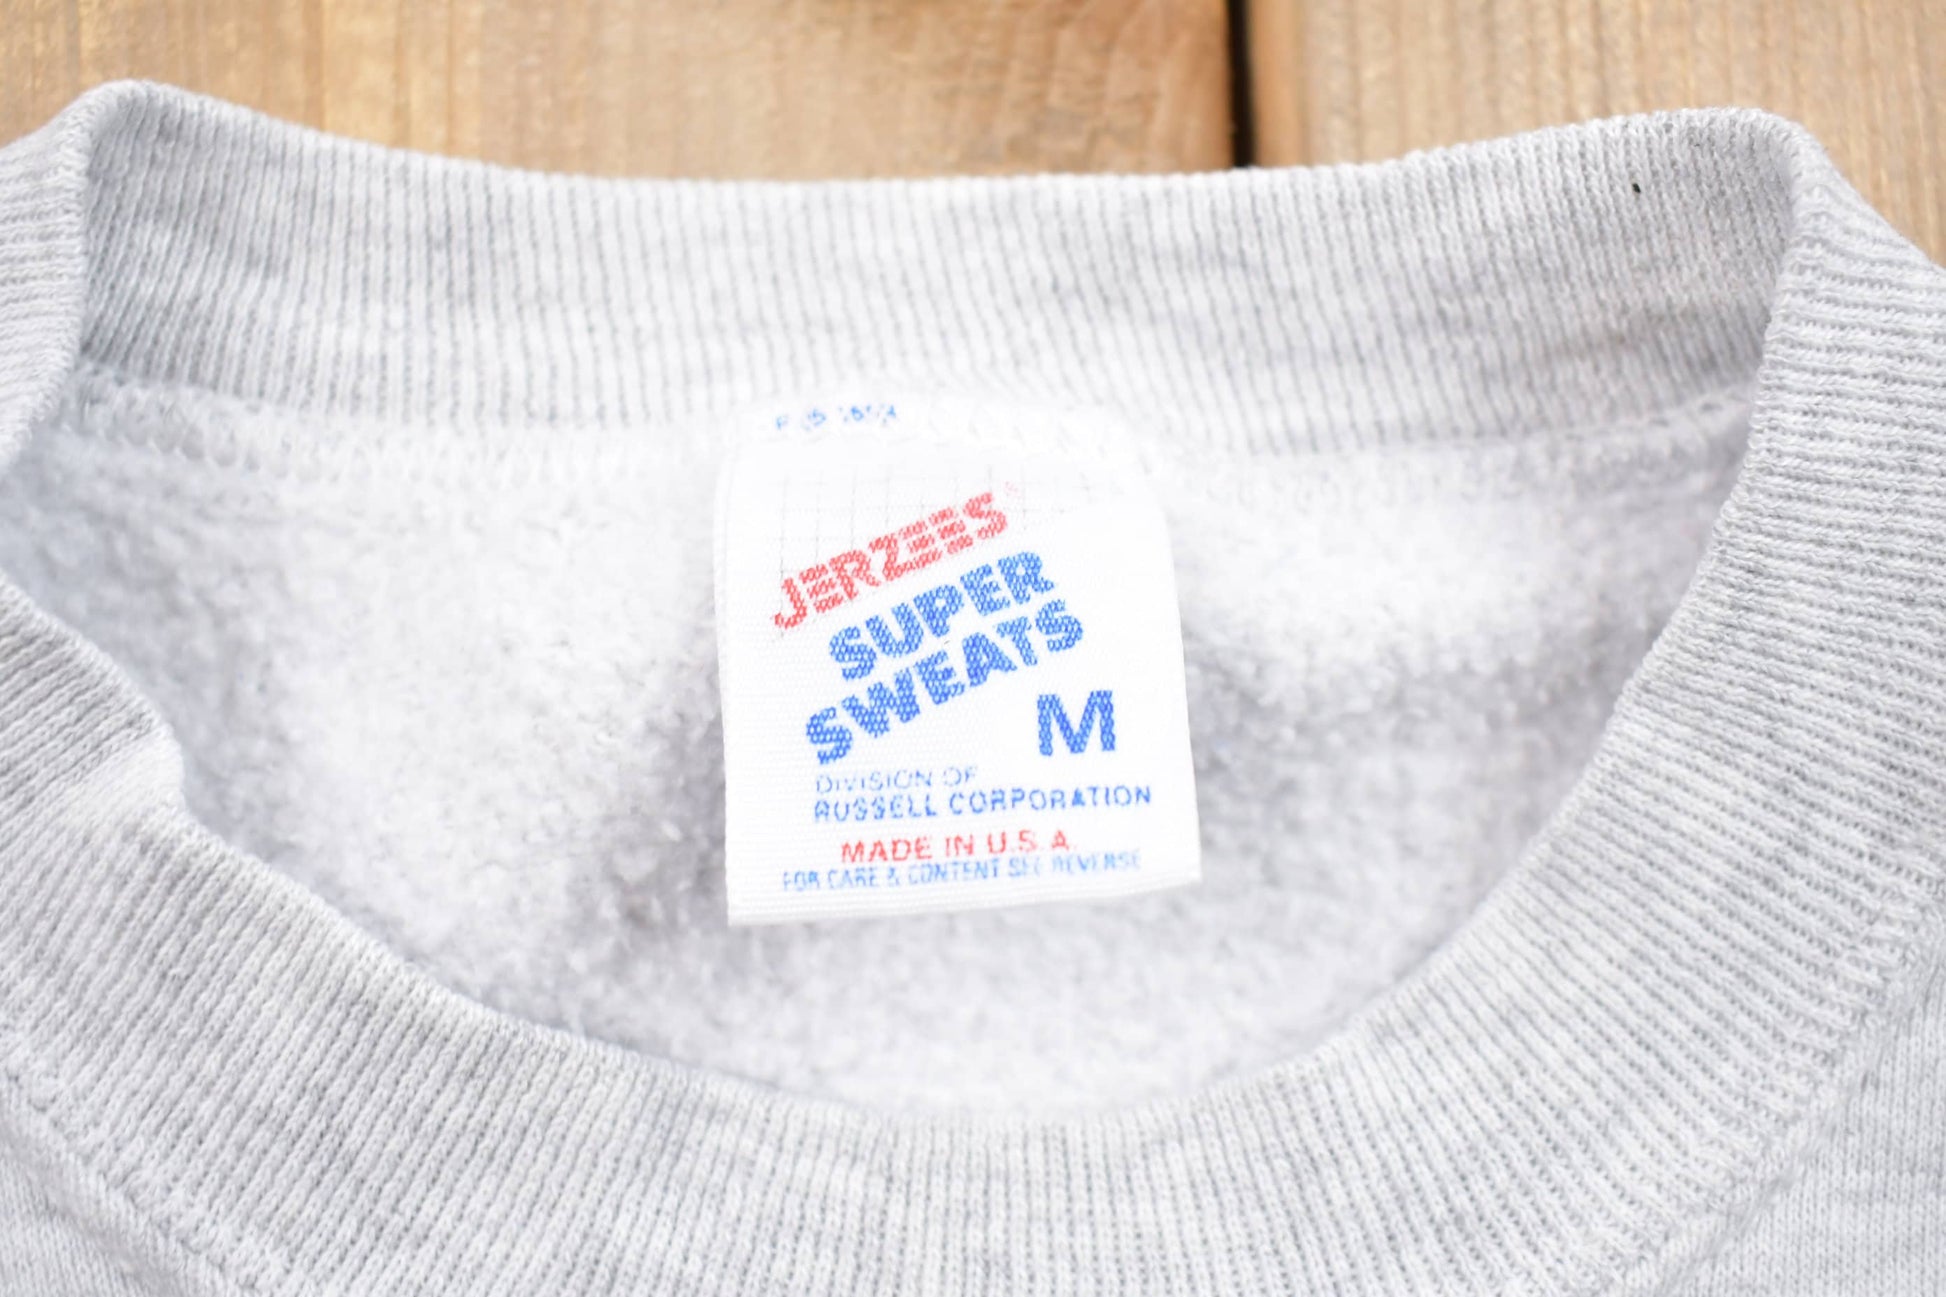 JERZEES
SUPER
SWEATS
M
DIVISION OF
RUSSELL CORPORATION
MADE IN U.S.A.
FOR CARE & CONTENT SEE REVERSE